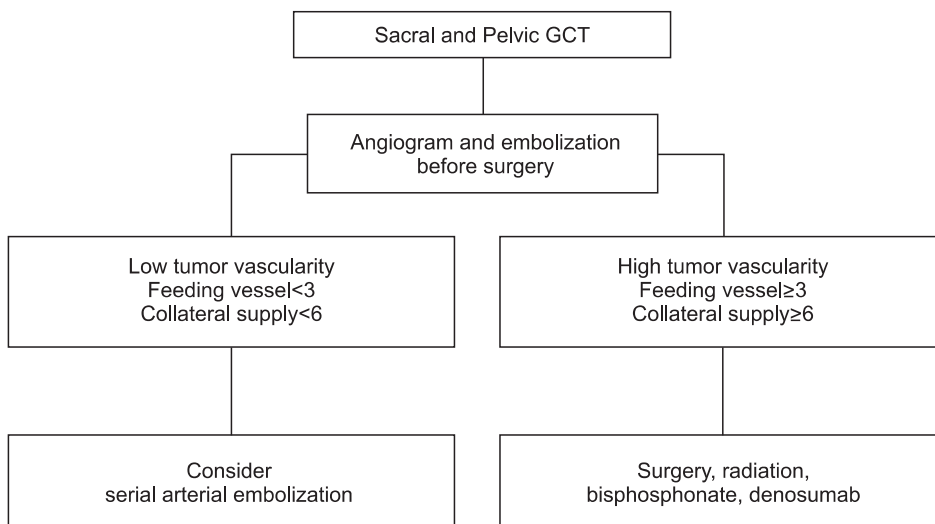 Sacral and Pelvic GCT
Angiogram and embolization
before surgery
Low tumor vascularity
Feeding vessel<3
Collateral supply<6
High tumor vascularity
Feeding vessel≥3
Collateral supply≥6
Consider
serial arterial embolization
Surgery, radiation,
bisphosphonate, denosumab